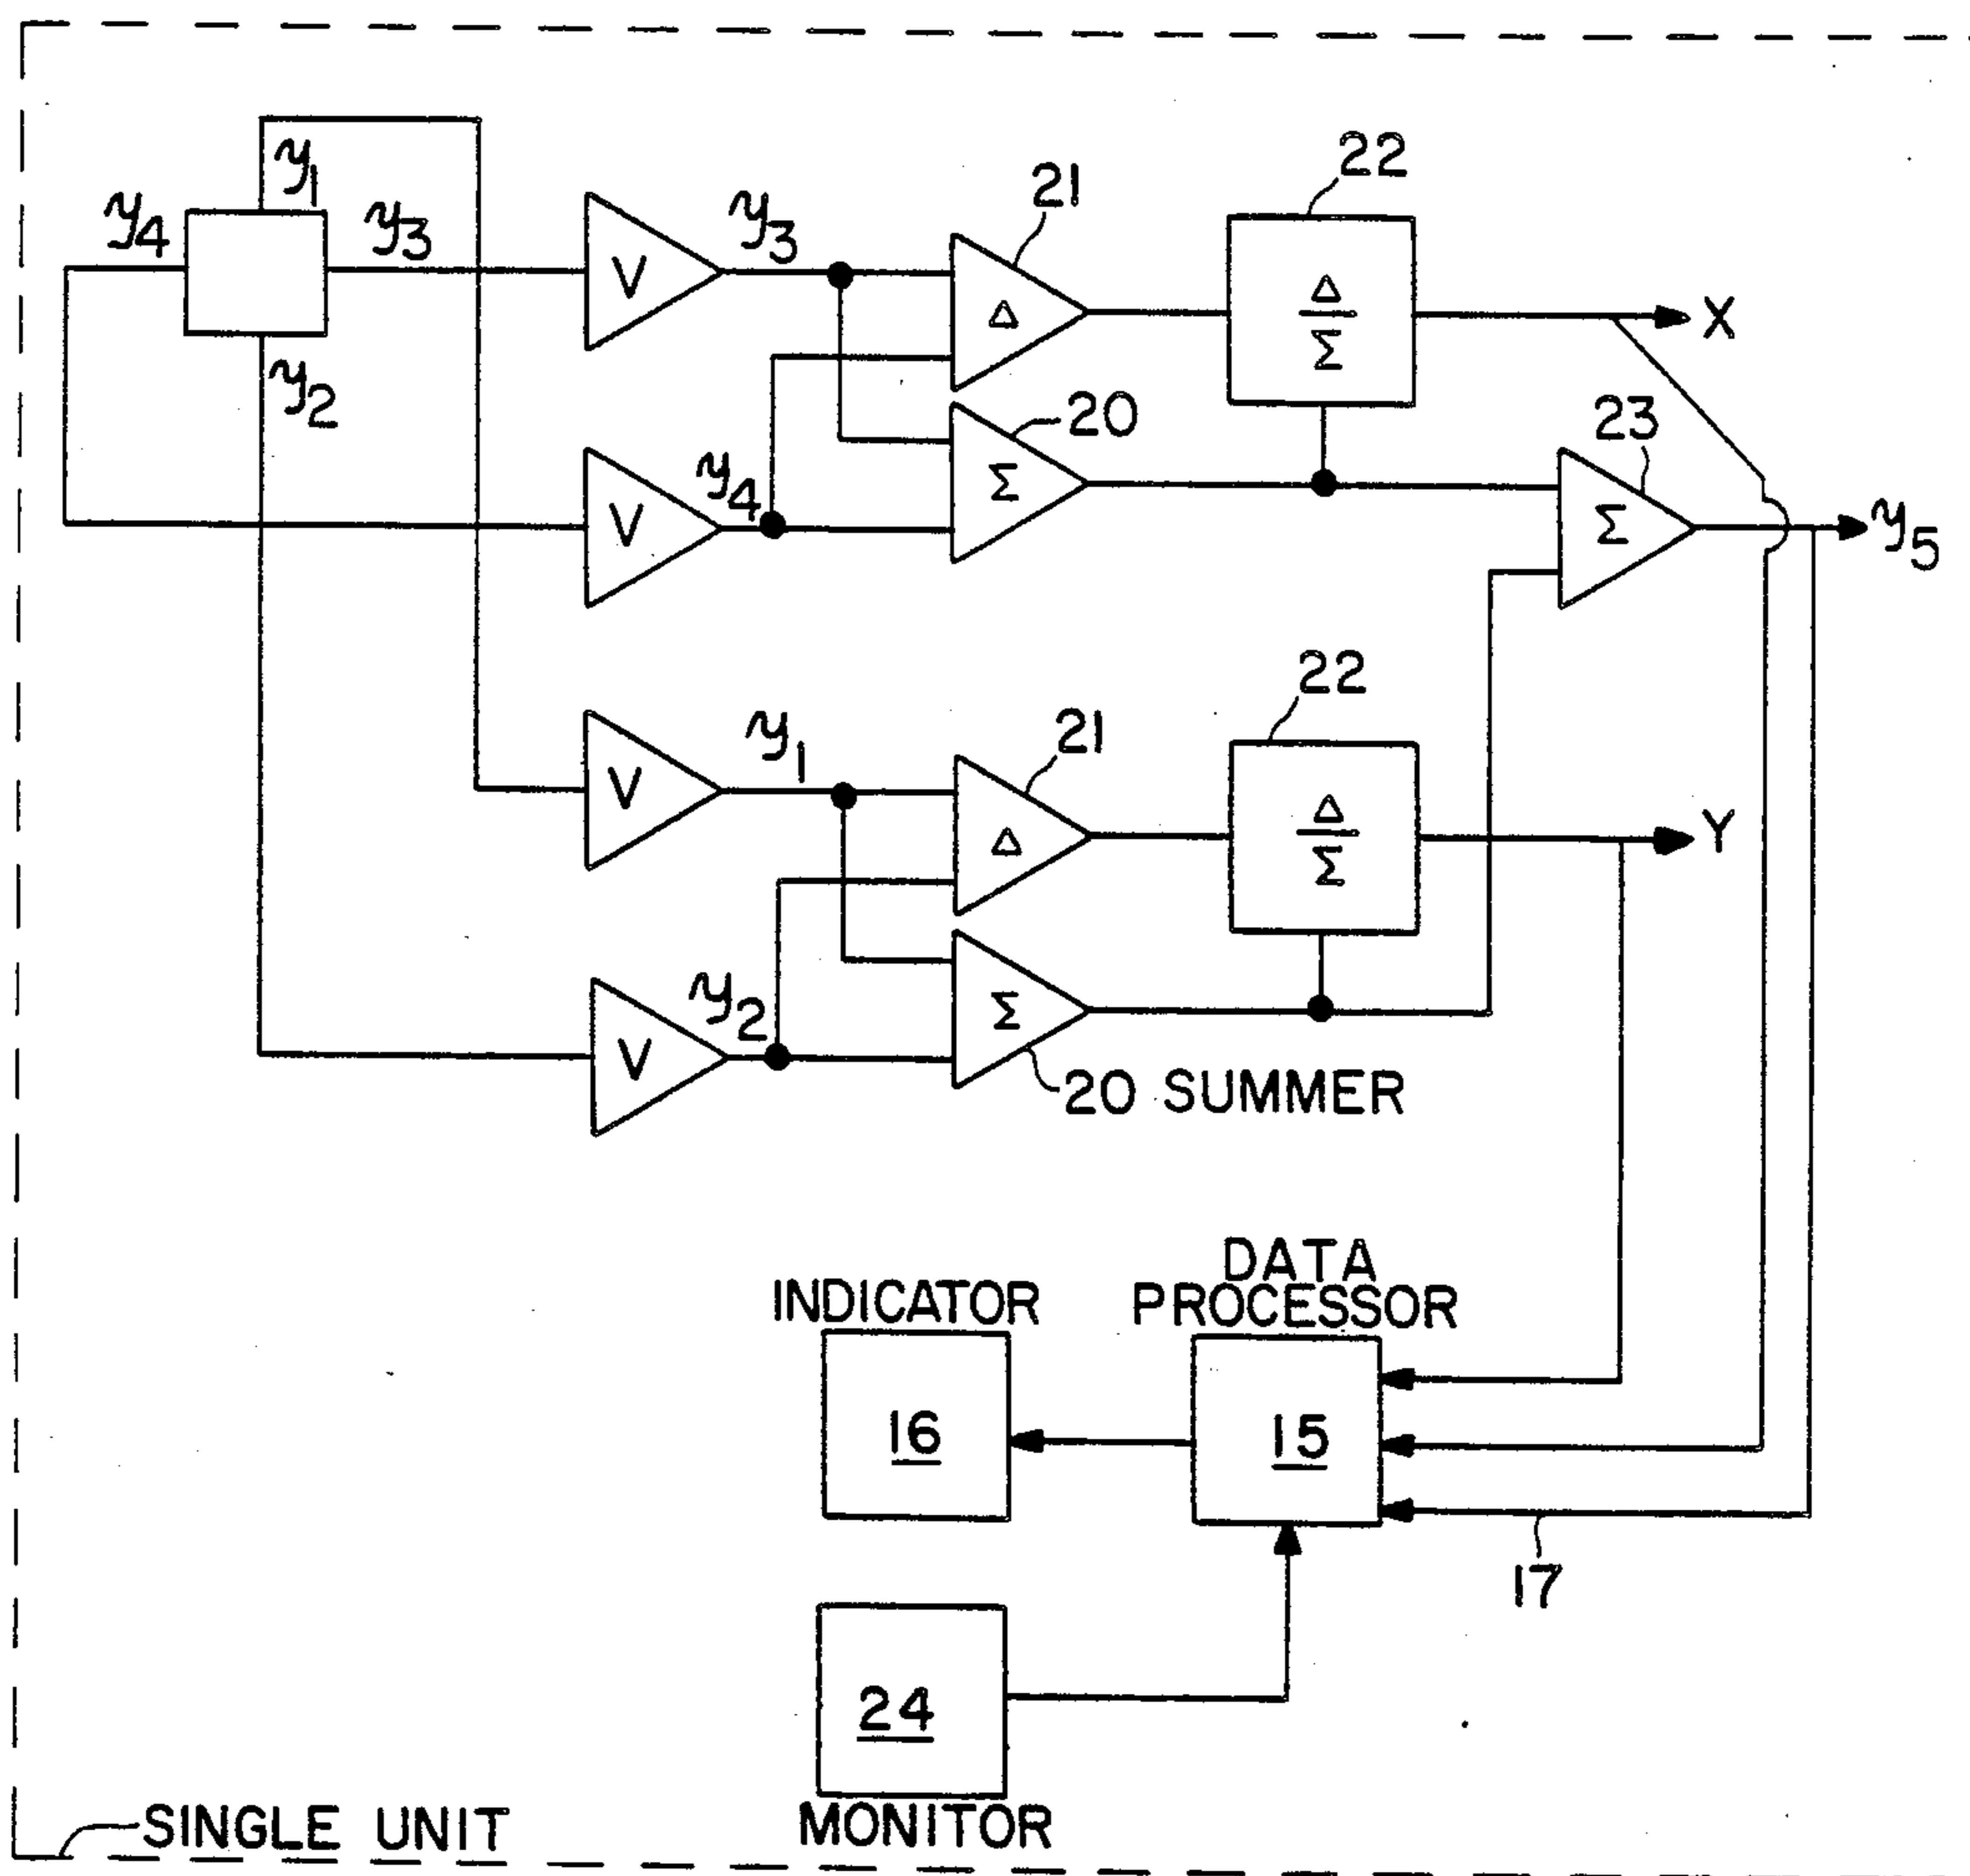 y1
y4
y3
y2
V
y3
21
Δ
22
Δ
Σ
X
V
y4
20
Σ
23
Σ
y5
V
y1
21
Δ
22
Δ
Σ
Y
V
y2
Σ
20 SUMMER
INDICATOR
16
DATA
PROCESSOR
15
17
24
MONITOR
SINGLE UNIT